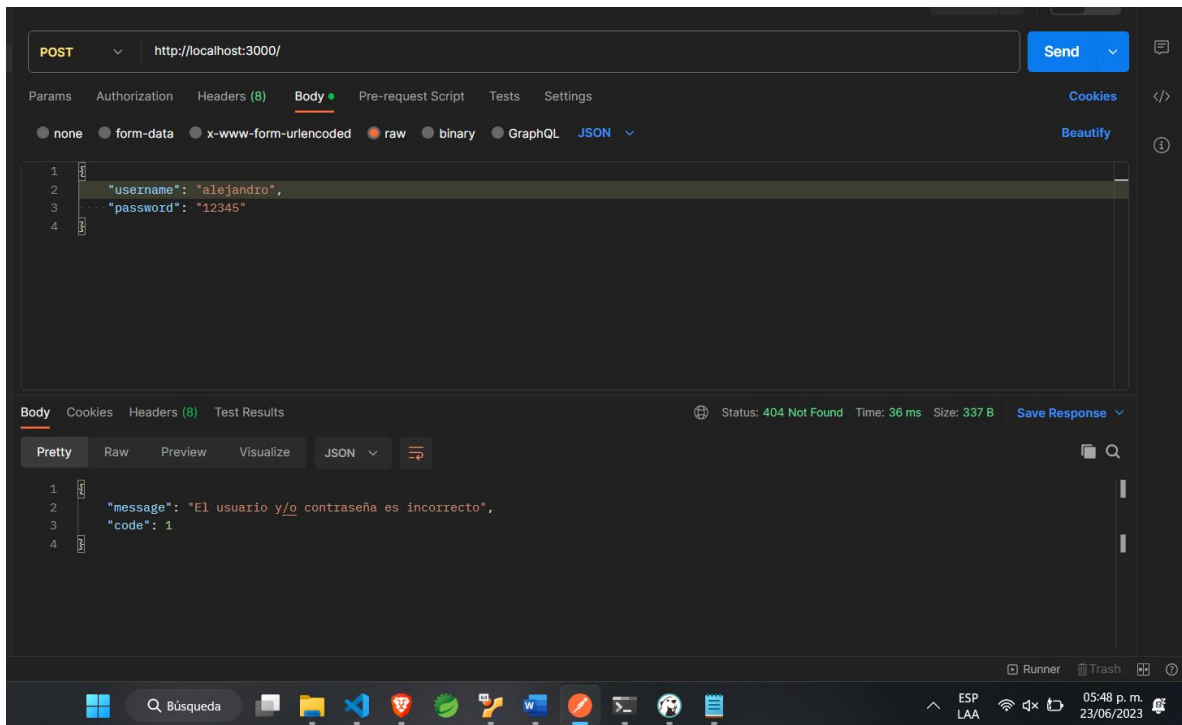 POST http://localhost:3000/ Send
Params Authorization Headers (8) Body Pre-request Script Tests Settings Cookies
none form-data x-www-form-urlencoded raw binary GraphQL JSON Beautify
1 {
2 "username": "alejandro",
3 "password": "12345"
4 }
Body Cookies Headers (8) Test Results Status: 404 Not Found Time: 36 ms Size: 337 B Save Response
Pretty Raw Preview Visualize JSON
1 {
2 "message": "El usuario y/o contraseña es incorrecto",
3 "code": 1
4 }
Runner Trash
Búsqueda ESP LAA 05:48 p. m. 23/06/2023